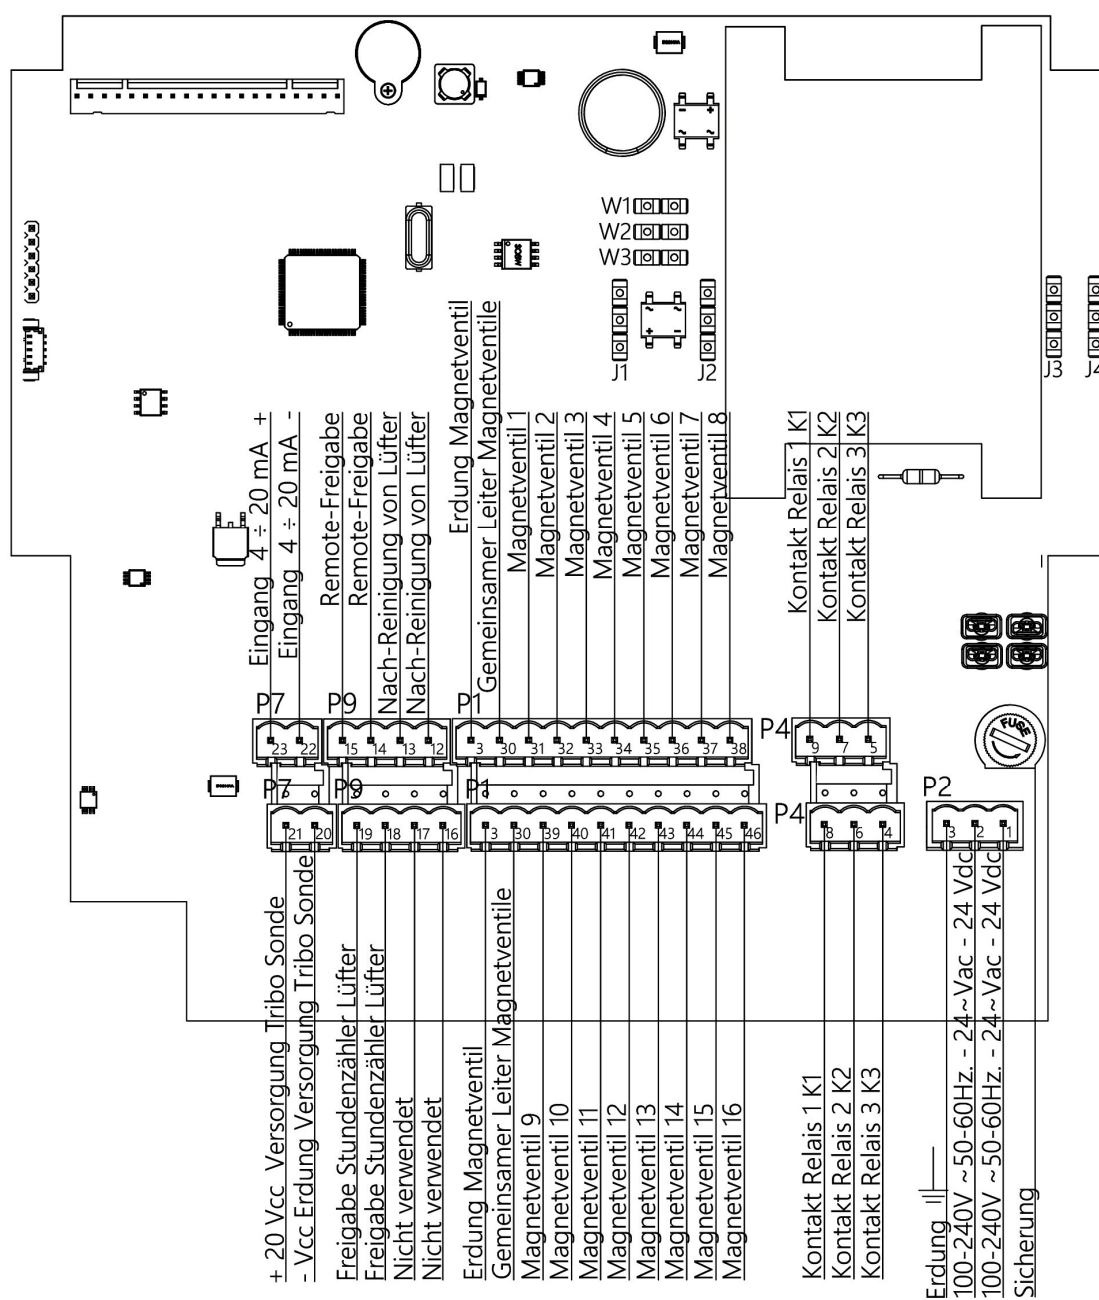 W1
W2
W3
J1
J2
J3
J4
Eingang 4 ÷ 20 mA +
Eingang 4 ÷ 20 mA -
Remote-Freigabe
Remote-Freigabe
Nach-Reinigung von Lüfter
Nach-Reinigung von Lüfter
Erdung Magnetventil
Gemeinsamer Leiter Magnetventile
Magnetventil 1
Magnetventil 2
Magnetventil 3
Magnetventil 4
Magnetventil 5
Magnetventil 6
Magnetventil 7
Magnetventil 8
Kontakt Relais 1 K1
Kontakt Relais 2 K2
Kontakt Relais 3 K3
FUSE
P7
P9
P1
P4
23 22
15 14 13 12
3 30 31 32 33 34 35 36 37 38
9 7 5
P7
P9
P1
P4
P2
21 20
19 18 17 16
3 30 39 40 41 42 43 44 45 46
8 6 4
3 2 1
+ 20 Vcc Versorgung Tribo Sonde
- Vcc Erdung Versorgung Tribo Sonde
Freigabe Stundenzähler Lüfter
Freigabe Stundenzähler Lüfter
Nicht verwendet
Nicht verwendet
Erdung Magnetventil
Gemeinsamer Leiter Magnetventile
Magnetventil 9
Magnetventil 10
Magnetventil 11
Magnetventil 12
Magnetventil 13
Magnetventil 14
Magnetventil 15
Magnetventil 16
Kontakt Relais 1 K1
Kontakt Relais 2 K2
Kontakt Relais 3 K3
Erdung
100-240V ~50-60Hz. - 24~Vac - 24 Vdc
100-240V ~50-60Hz. - 24~Vac - 24 Vdc
Sicherung